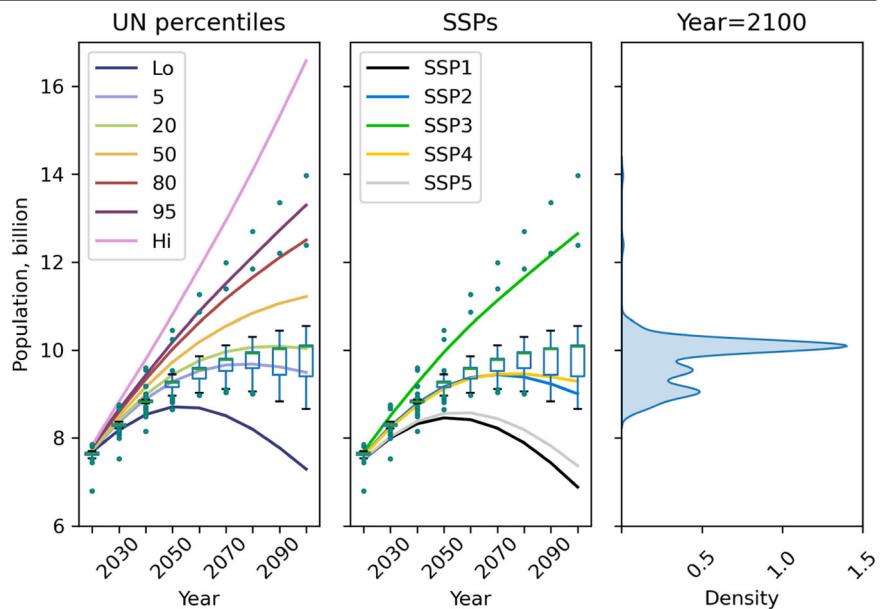 UN percentiles
SSPs
Year=2100
Population, billion
16
14
12
10
8
6
Lo
5
20
50
80
95
Hi
SSP1
SSP2
SSP3
SSP4
SSP5
2030
2050
2070
2090
2030
2050
2070
2090
0.5
1.0
1.5
Year
Year
Density